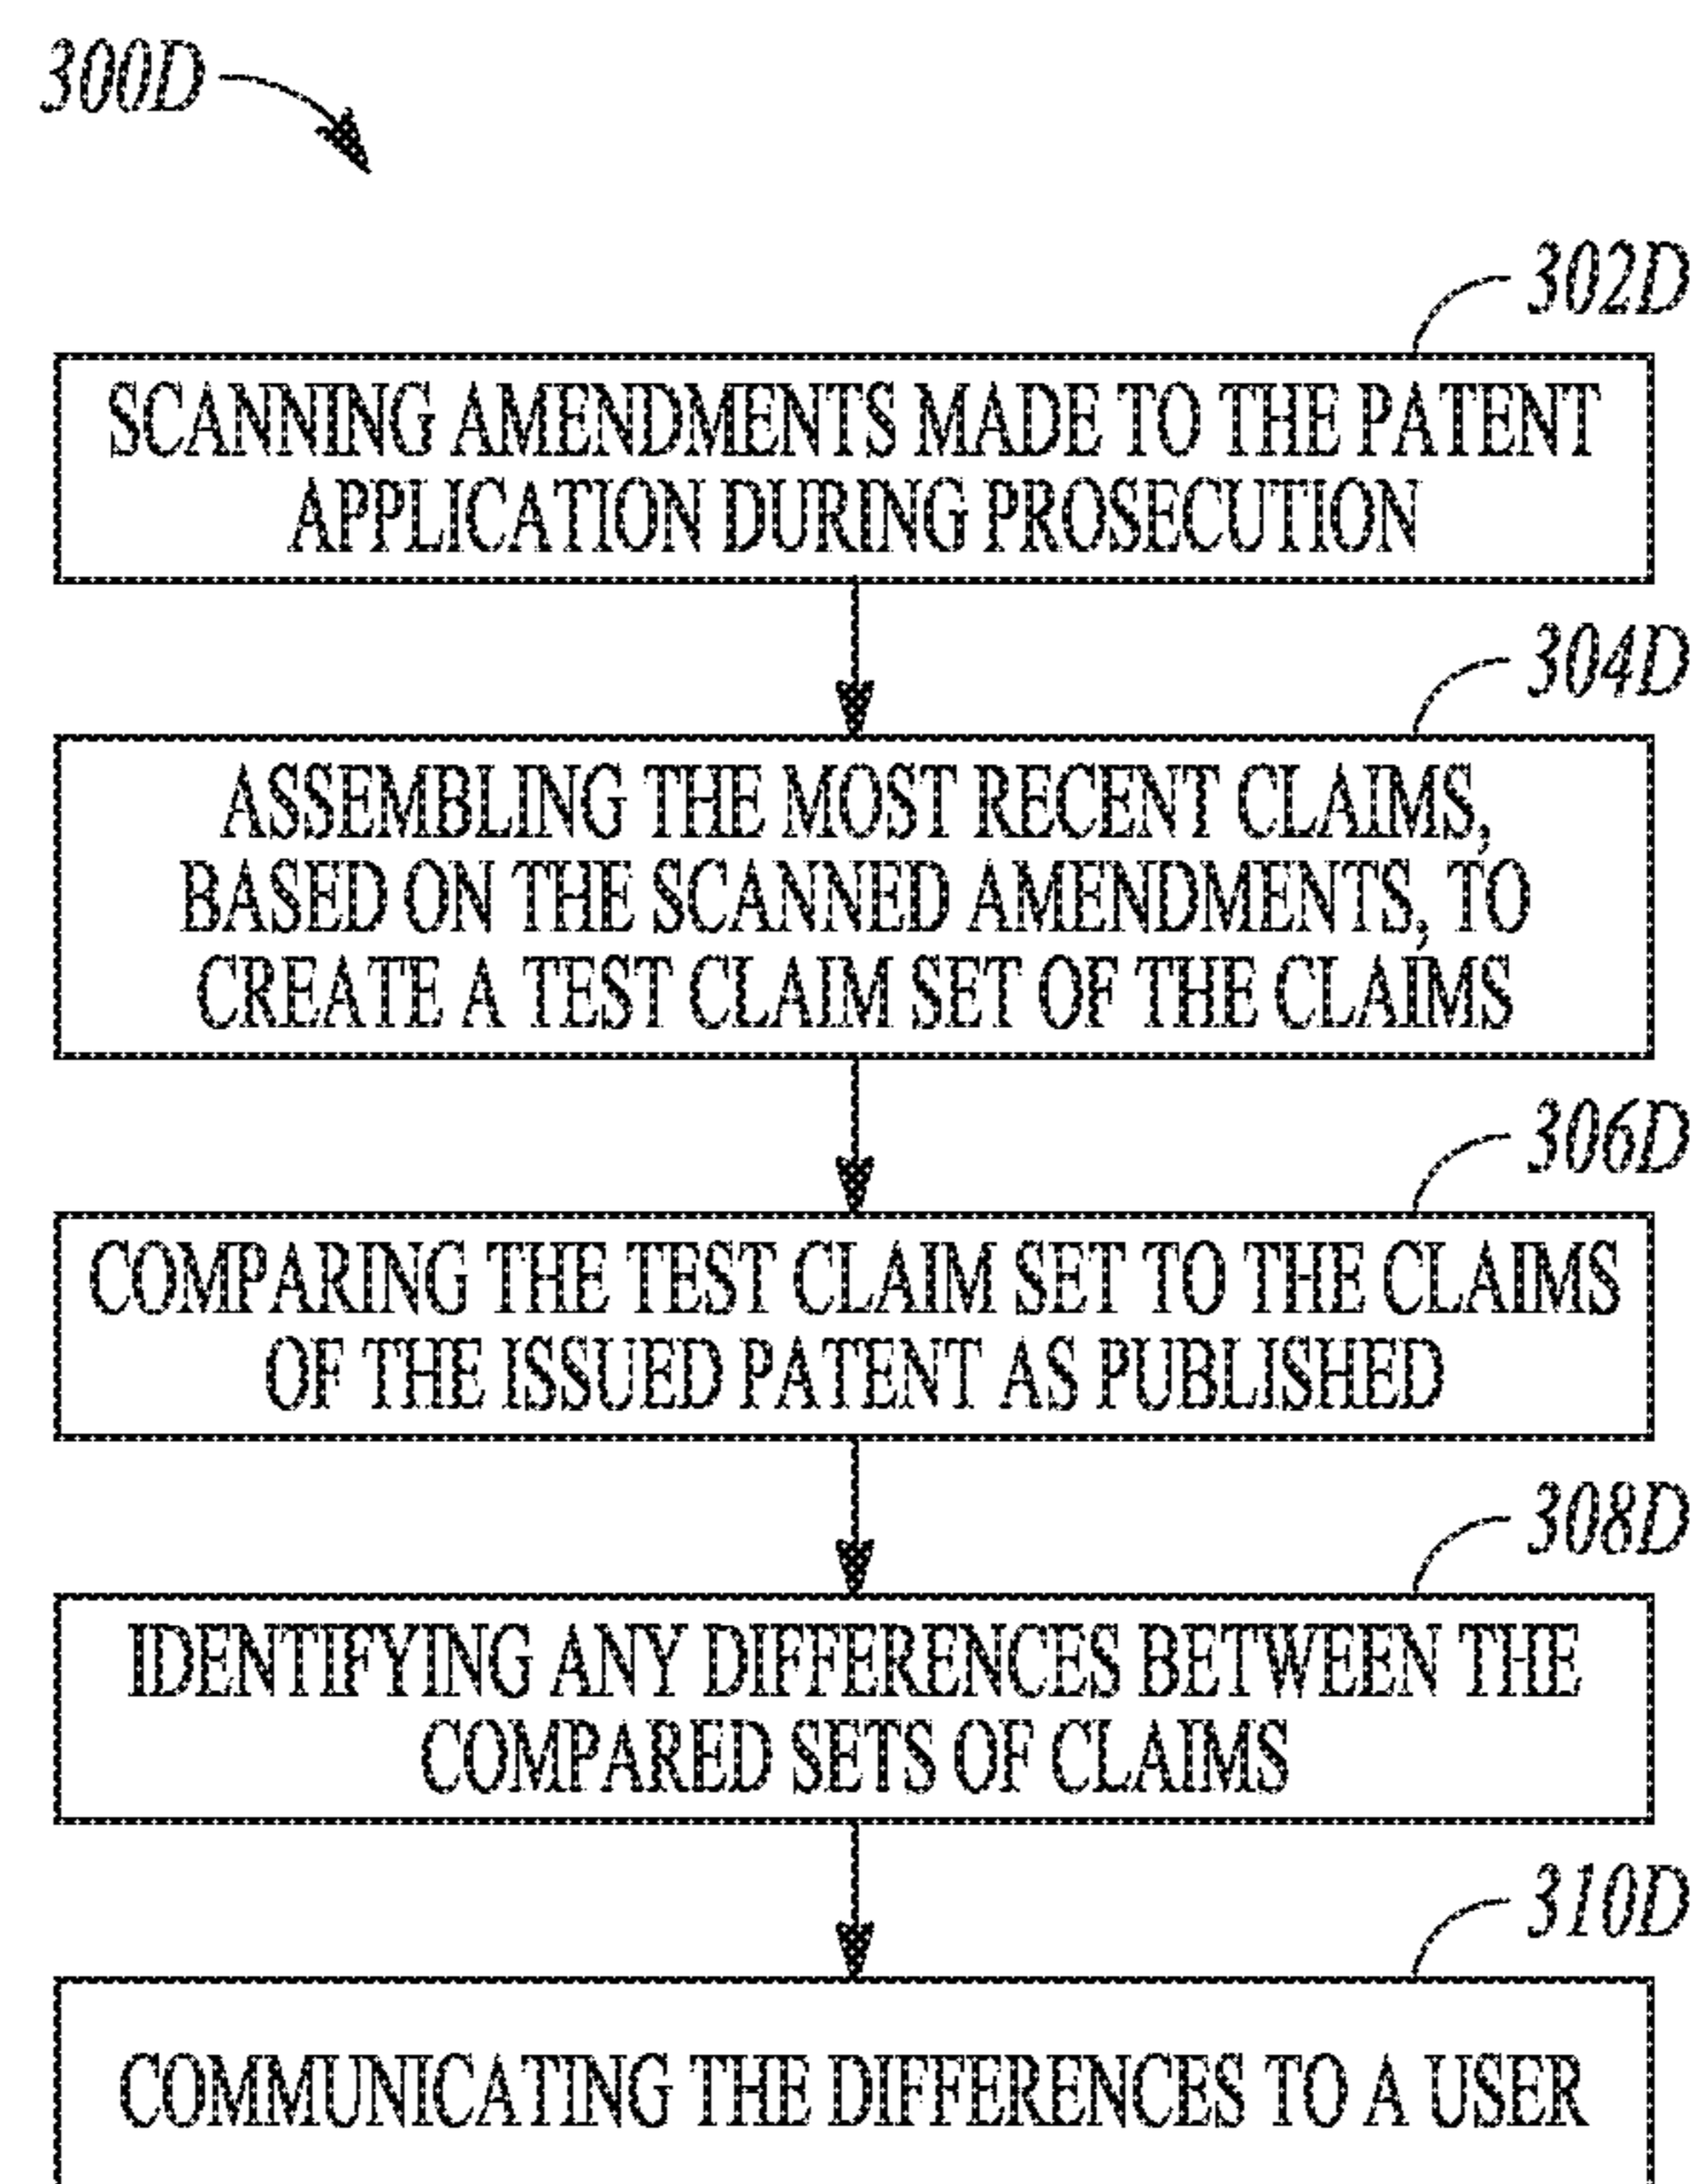 300D
302D
SCANNING AMENDMENTS MADE TO THE PATENT
APPLICATION DURING PROSECUTION
304D
ASSEMBLING THE MOST RECENT CLAIMS,
BASED ON THE SCANNED AMENDMENTS, TO
CREATE A TEST CLAIM SET OF THE CLAIMS
306D
COMPARING THE TEST CLAIM SET TO THE CLAIMS
OF THE ISSUED PATENT AS PUBLISHED
308D
IDENTIFYING ANY DIFFERENCES BETWEEN THE
COMPARED SETS OF CLAIMS
310D
COMMUNICATING THE DIFFERENCES TO A USER